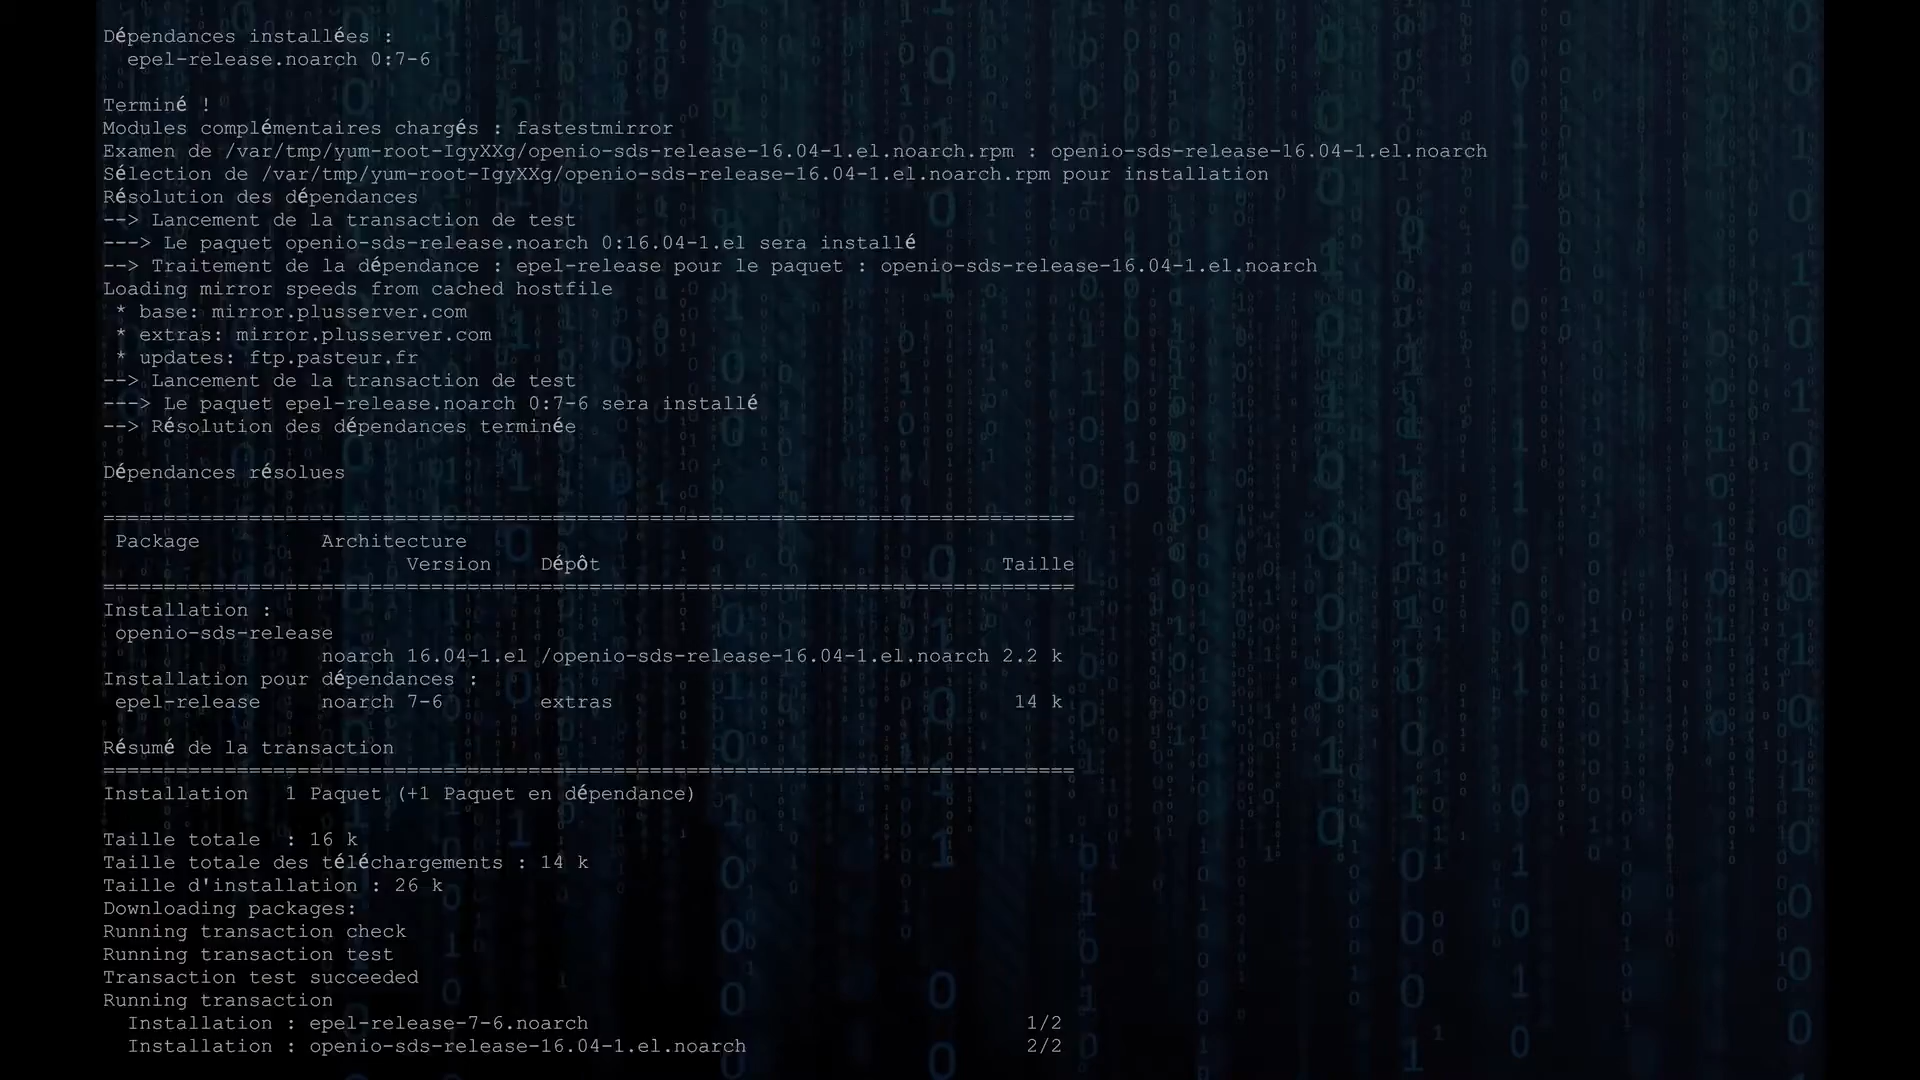 Dépendances installées :
epel-release.noarch 0:7-6
Terminé !
Modules complémentaires chargés : fastestmirror
Examen de /var/tmp/yum-root-IgyXXg/openio-sds-release-16.04-1.el.noarch.rpm : openio-sds-release-16.04-1.el.noarch
Sélection de /var/tmp/yum-root-IgyXXg/openio-sds-release-16.04-1.el.noarch.rpm pour installation
Résolution des dépendances
--> Lancement de la transaction de test
---> Le paquet openio-sds-release.noarch 0:16.04-1.el sera installé
--> Traitement de la dépendance : epel-release pour le paquet : openio-sds-release-16.04-1.el.noarch
Loading mirror speeds from cached hostfile
* base: mirror.plusserver.com
* extras: mirror.plusserver.com
* updates: ftp.pasteur.fr
--> Lancement de la transaction de test
---> Le paquet epel-release.noarch 0:7-6 sera installé
--> Résolution des dépendances terminée
Dépendances résolues
================================================================================
Package Architecture
Version Dépôt Taille
================================================================================
Installation :
openio-sds-release
noarch 16.04-1.el /openio-sds-release-16.04-1.el.noarch 2.2 k
Installation pour dépendances :
epel-release noarch 7-6 extras 14 k
Résumé de la transaction
================================================================================
Installation 1 Paquet (+1 Paquet en dépendance)
Taille totale : 16 k
Taille totale des téléchargements : 14 k
Taille d'installation : 26 k
Downloading packages:
Running transaction check
Running transaction test
Transaction test succeeded
Running transaction
Installation : epel-release-7-6.noarch 1/2
Installation : openio-sds-release-16.04-1.el.noarch 2/2